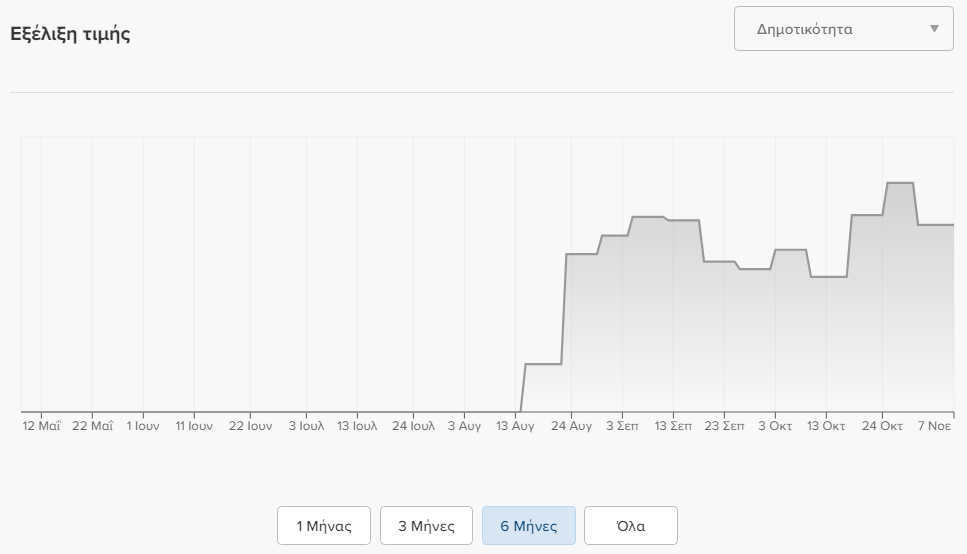 Εξέλιξη τιμής
Δημοτικότητα
12 Μαΐ 22 Μαΐ 1 Ιουν 11 Ιουν 22 Ιουν 3 Ιουλ 13 Ιουλ 24 Ιουλ 3 Αυγ 13 Αυγ 24 Αυγ 3 Σεπ 13 Σεπ 23 Σεπ 3 Οκτ 13 Οκτ 24 Οκτ 7 Νοε
1 Μήνας 3 Μήνες 6 Μήνες Όλα